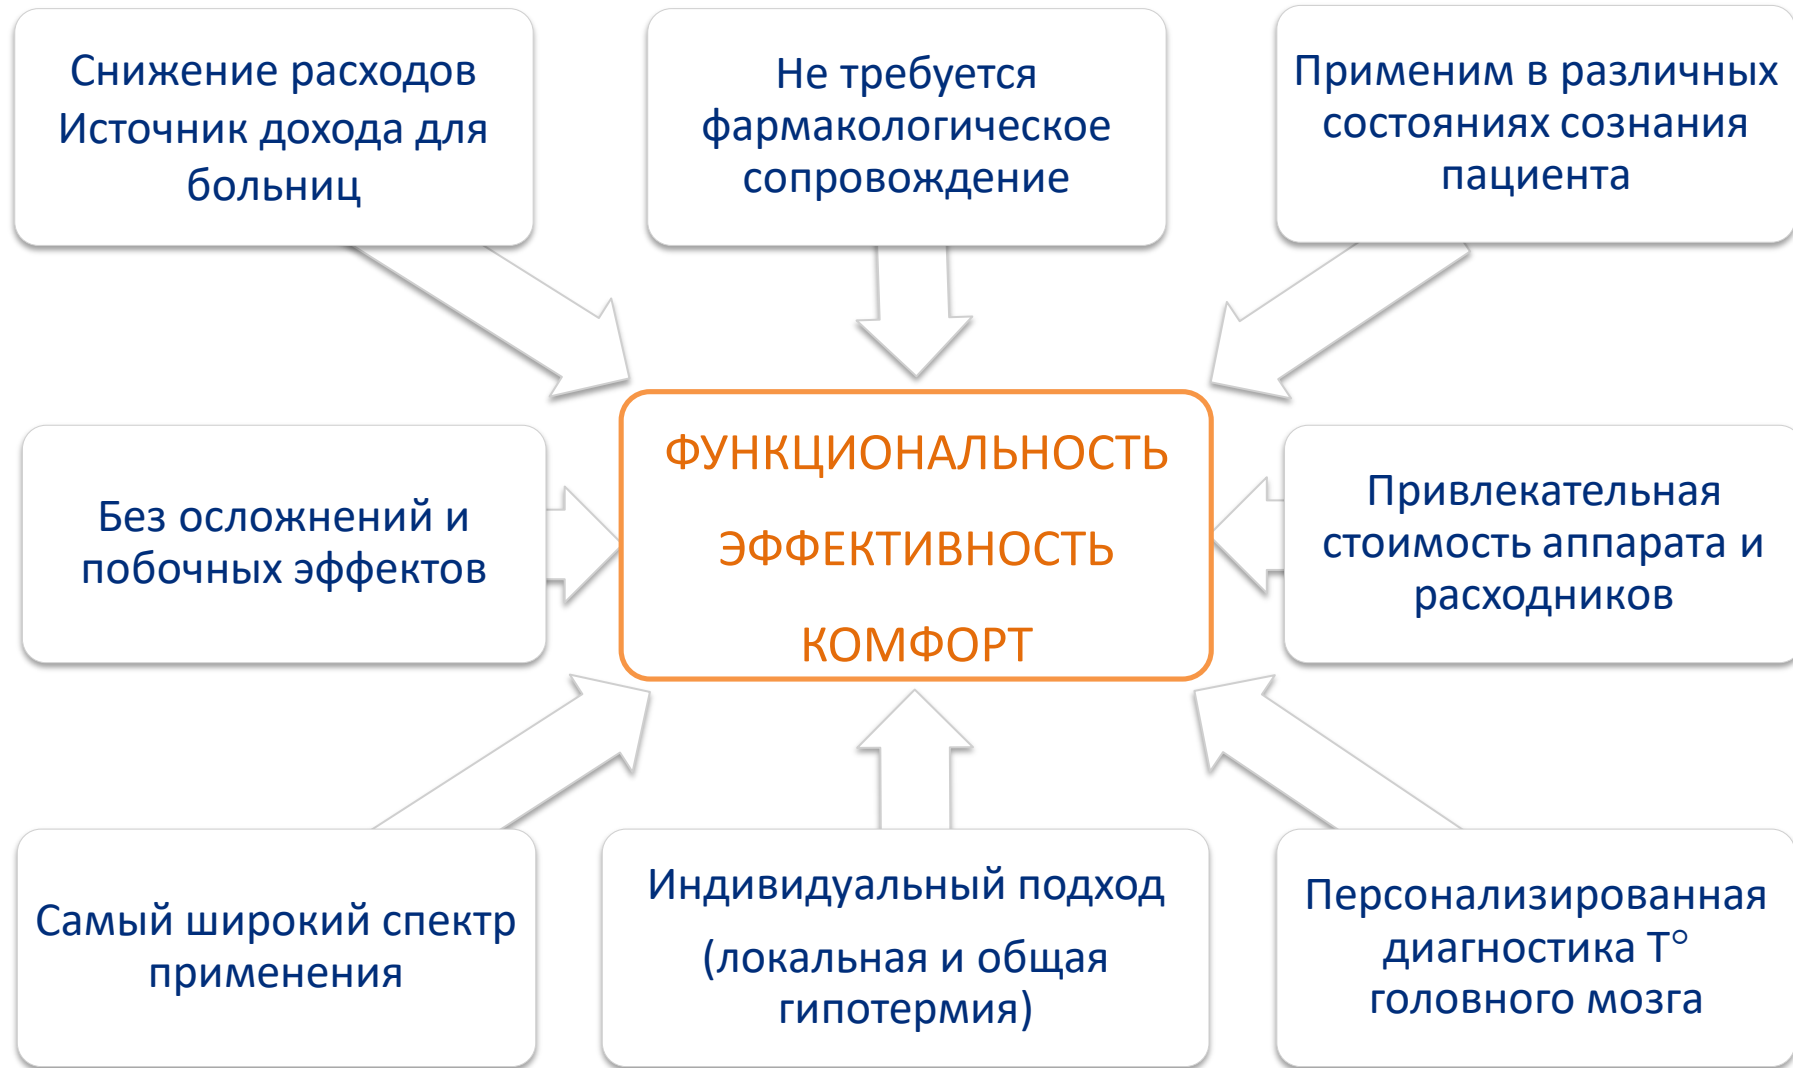 Снижение расходов
Источник дохода для
больниц
Не требуется
фармакологическое
сопровождение
Применим в различных
состояниях сознания
пациента
Без осложнений и
побочных эффектов
ФУНКЦИОНАЛЬНОСТЬ
ЭФФЕКТИВНОСТЬ
КОМФОРТ
Привлекательная
стоимость аппарата и
расходников
Самый широкий спектр
применения
Индивидуальный подход
(локальная и общая
гипотермия)
Персонализированная
диагностика Т°
головного мозга